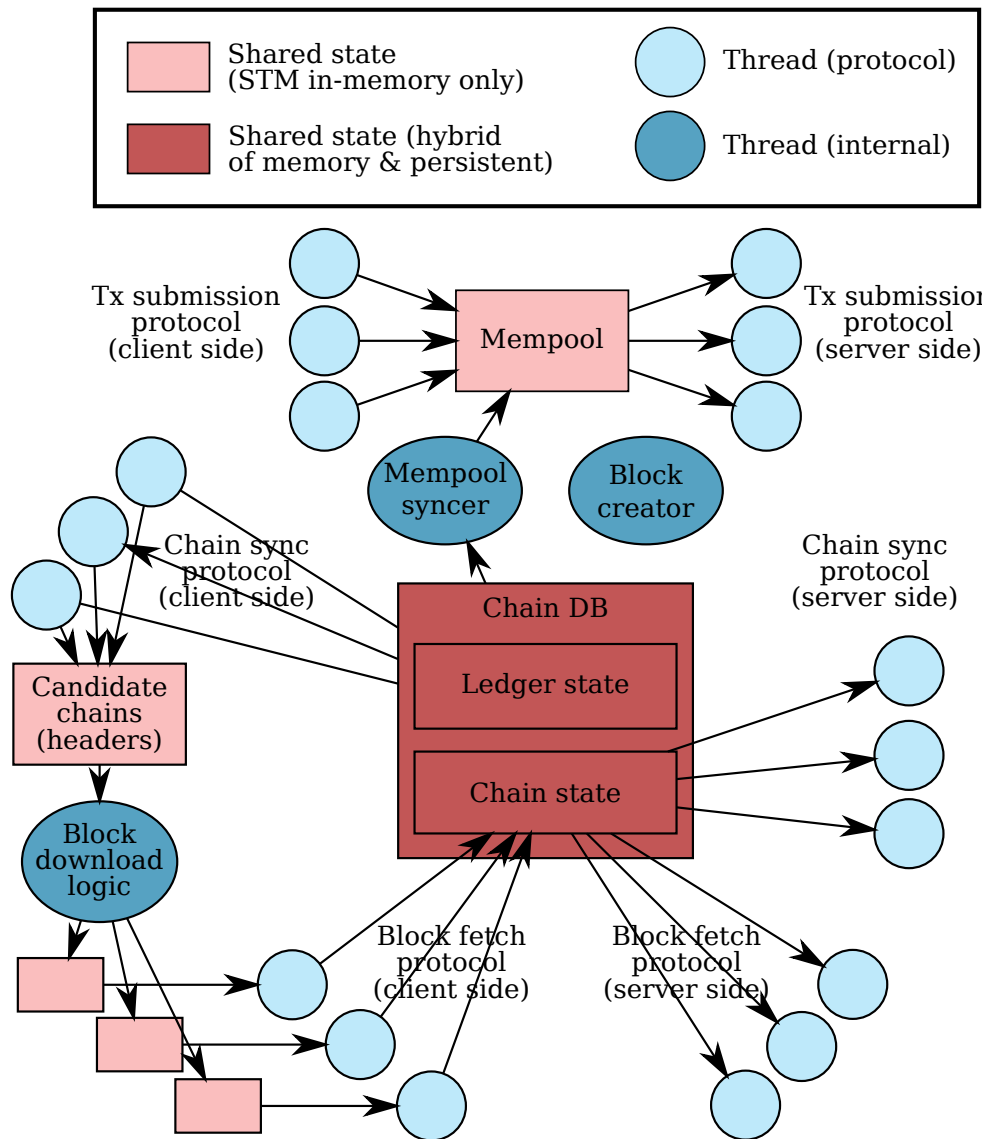 Shared state
(STM in-memory only)
Thread (protocol)
Shared state (hybrid
of memory & persistent)
Thread (internal)
Tx submission
protocol
(client side)
Mempool
Tx submission
protocol
(server side)
Mempool
syncer
Block
creator
Chain sync
protocol
(client side)
Chain sync
protocol
(server side)
Chain DB
Ledger state
Chain state
Candidate
chains
(headers)
Block
download
logic
Block fetch
protocol
(client side)
Block fetch
protocol
(server side)